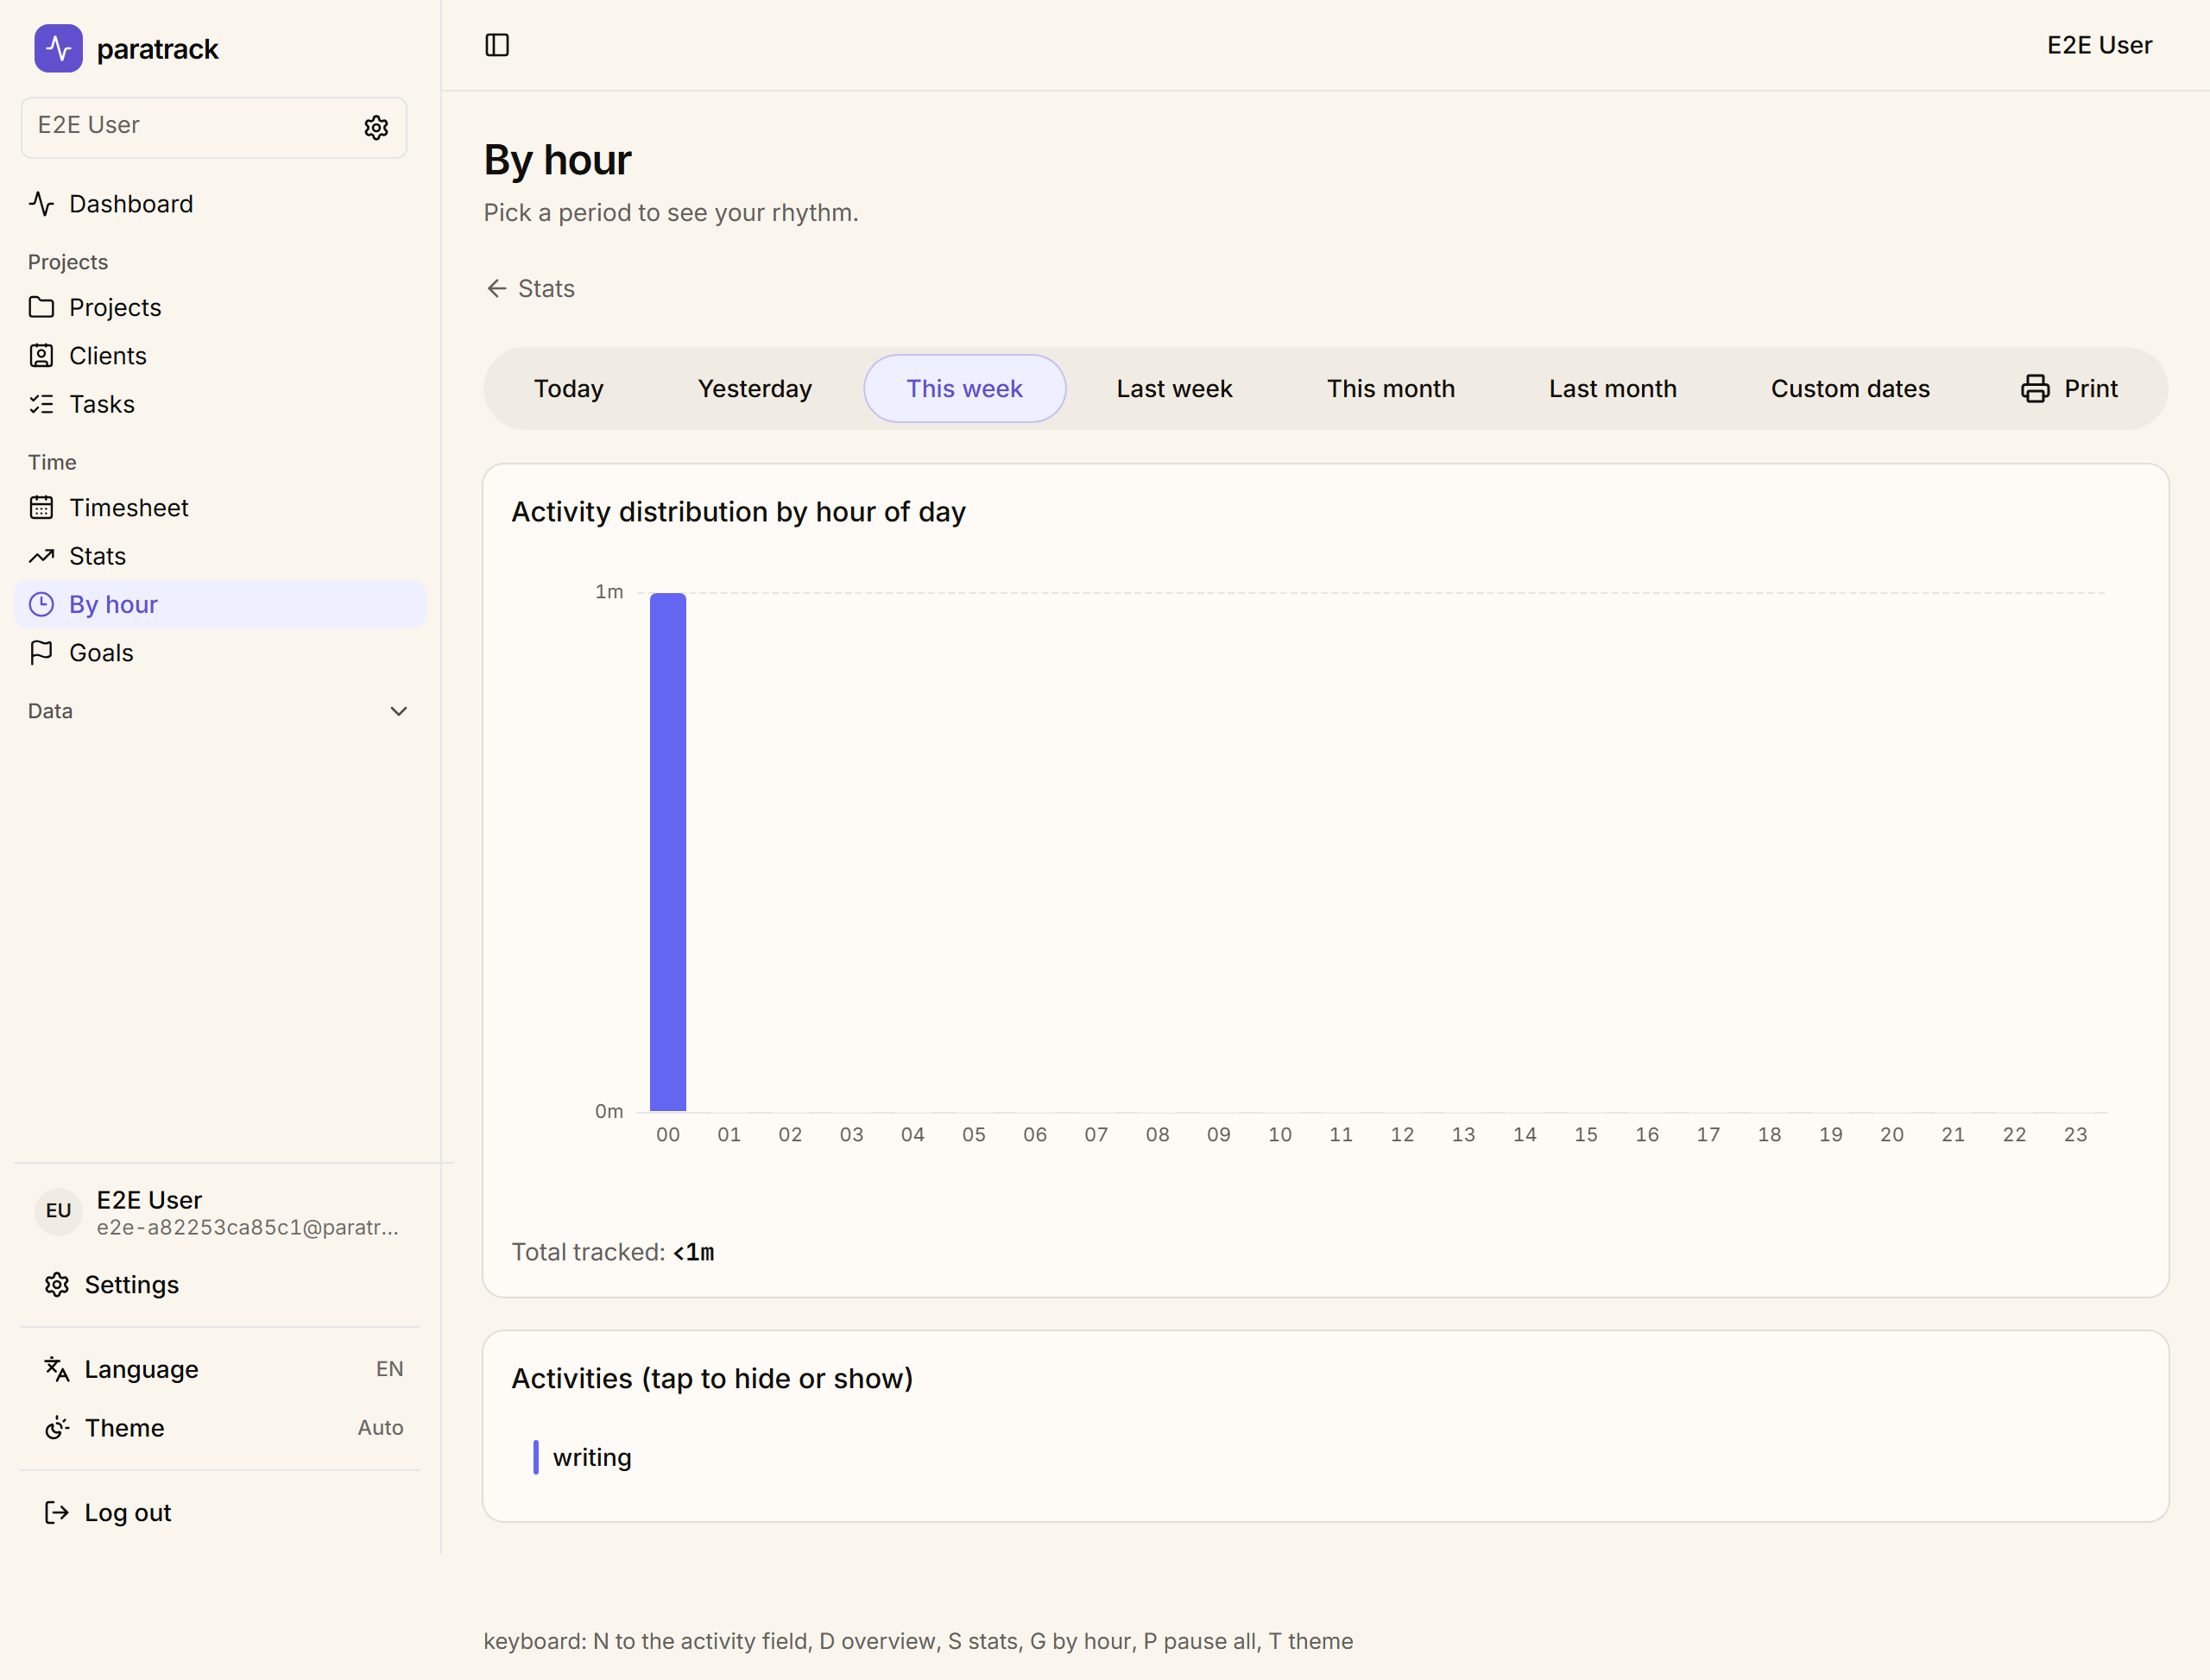 paratrack
E2E User
Dashboard
Projects
Projects
Clients
Tasks
Time
Timesheet
Stats
By hour
Goals
Data
EU
E2E User
e2e-a82253ca85c1@paratr...
Settings
Language EN
Theme Auto
Log out
E2E User
By hour
Pick a period to see your rhythm.
Stats
Today Yesterday This week Last week This month Last month Custom dates Print
Activity distribution by hour of day
1m
0m
00 01 02 03 04 05 06 07 08 09 10 11 12 13 14 15 16 17 18 19 20 21 22 23
Total tracked: <1m
Activities (tap to hide or show)
writing
keyboard: N to the activity field, D overview, S stats, G by hour, P pause all, T theme